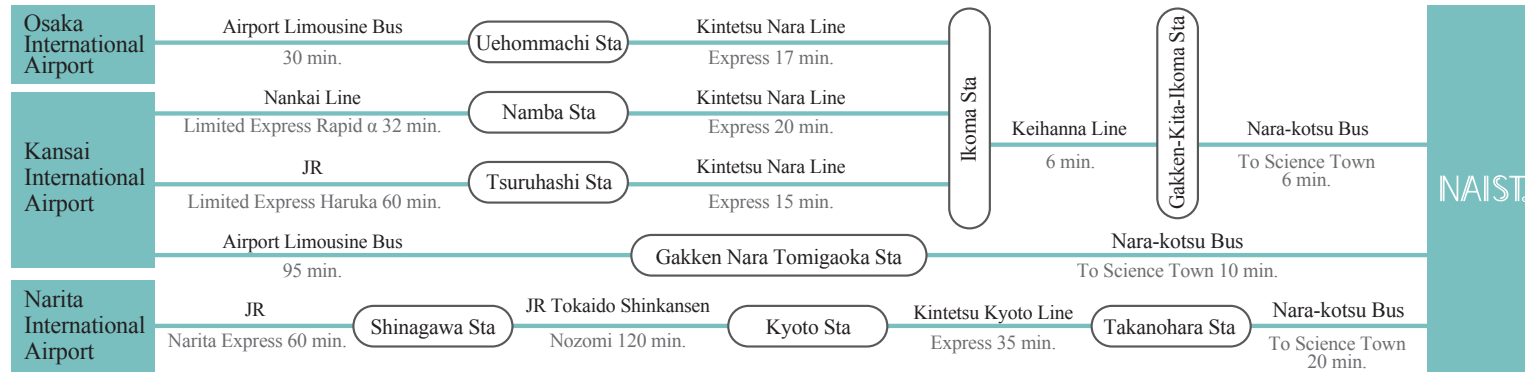 Osaka
International
Airport
Airport Limousine Bus
30 min.
Uehommachi Sta
Kintetsu Nara Line
Express 17 min.
Kansai
International
Airport
Nankai Line
Limited Express Rapid α 32 min.
Namba Sta
Kintetsu Nara Line
Express 20 min.
JR
Limited Express Haruka 60 min.
Tsuruhashi Sta
Kintetsu Nara Line
Express 15 min.
Ikoma Sta
Keihanna Line
6 min.
Gakken-Kita-Ikoma Sta
Nara-kotsu Bus
To Science Town
6 min.
Airport Limousine Bus
95 min.
Gakken Nara Tomigaoka Sta
Nara-kotsu Bus
To Science Town 10 min.
Narita
International
Airport
JR
Narita Express 60 min.
Shinagawa Sta
JR Tokaido Shinkansen
Nozomi 120 min.
Kyoto Sta
Kintetsu Kyoto Line
Express 35 min.
Takanohara Sta
Nara-kotsu Bus
To Science Town
20 min.
NAIST